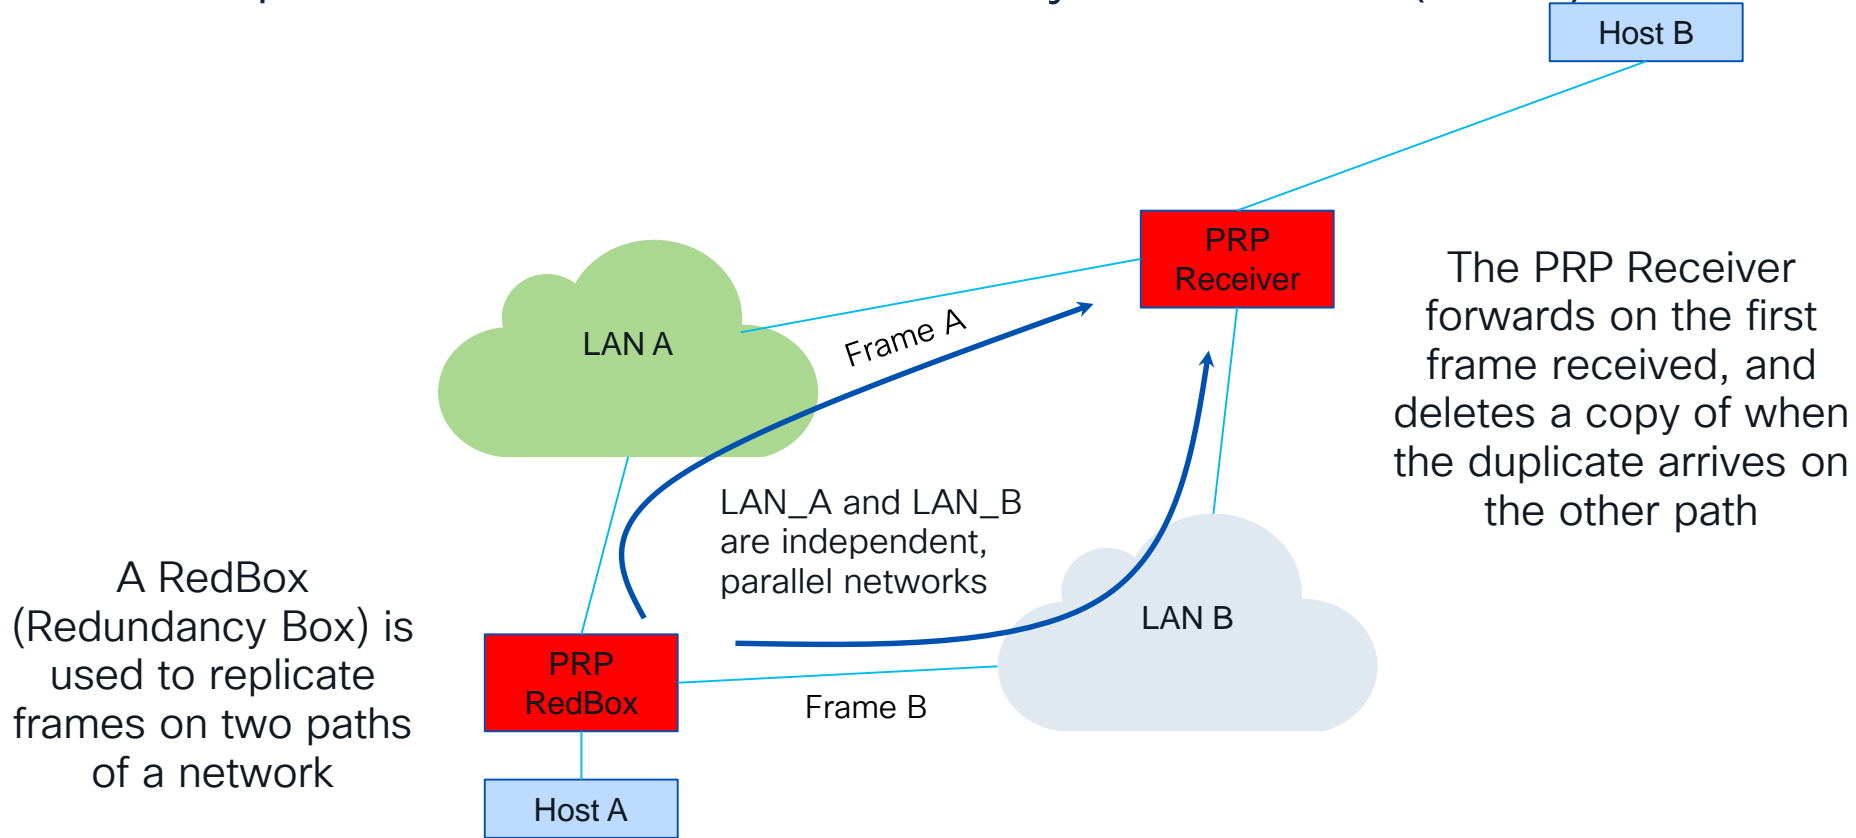 Host B
PRP
Receiver
The PRP Receiver
forwards on the first
frame received, and
deletes a copy of when
the duplicate arrives on
the other path
LAN A
Frame A
LAN_A and LAN_B
are independent,
parallel networks
A RedBox
(Redundancy Box) is
used to replicate
frames on two paths
of a network
LAN B
PRP
RedBox
Frame B
Host A